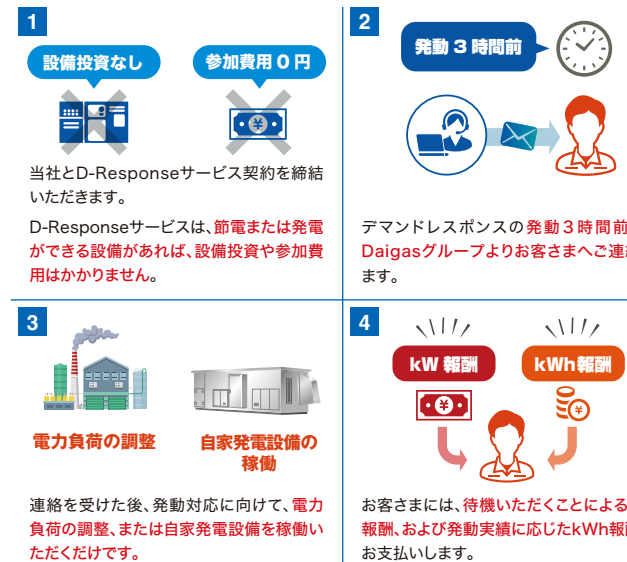 1
設備投資なし
参加費用0円
当社とD-Responseサービス契約を締結
いただきます。
D-Responseサービスは、節電または発電
ができる設備があれば、設備投資や参加費
用はかかりません。
2
発動3時間前
デマンドレスポンスの発動3時間前
Daigasグループよりお客さまへご連
ます。
3
電力負荷の調整
自家発電設備の
稼働
連絡を受けた後、発動対応に向けて、電力
負荷の調整、または自家発電設備を稼働い
ただくだけです。
4
kW報酬
kWh報酬
お客さまには、待機いただくことによる
報酬、および発動実績に応じたkWh報
お支払いします。